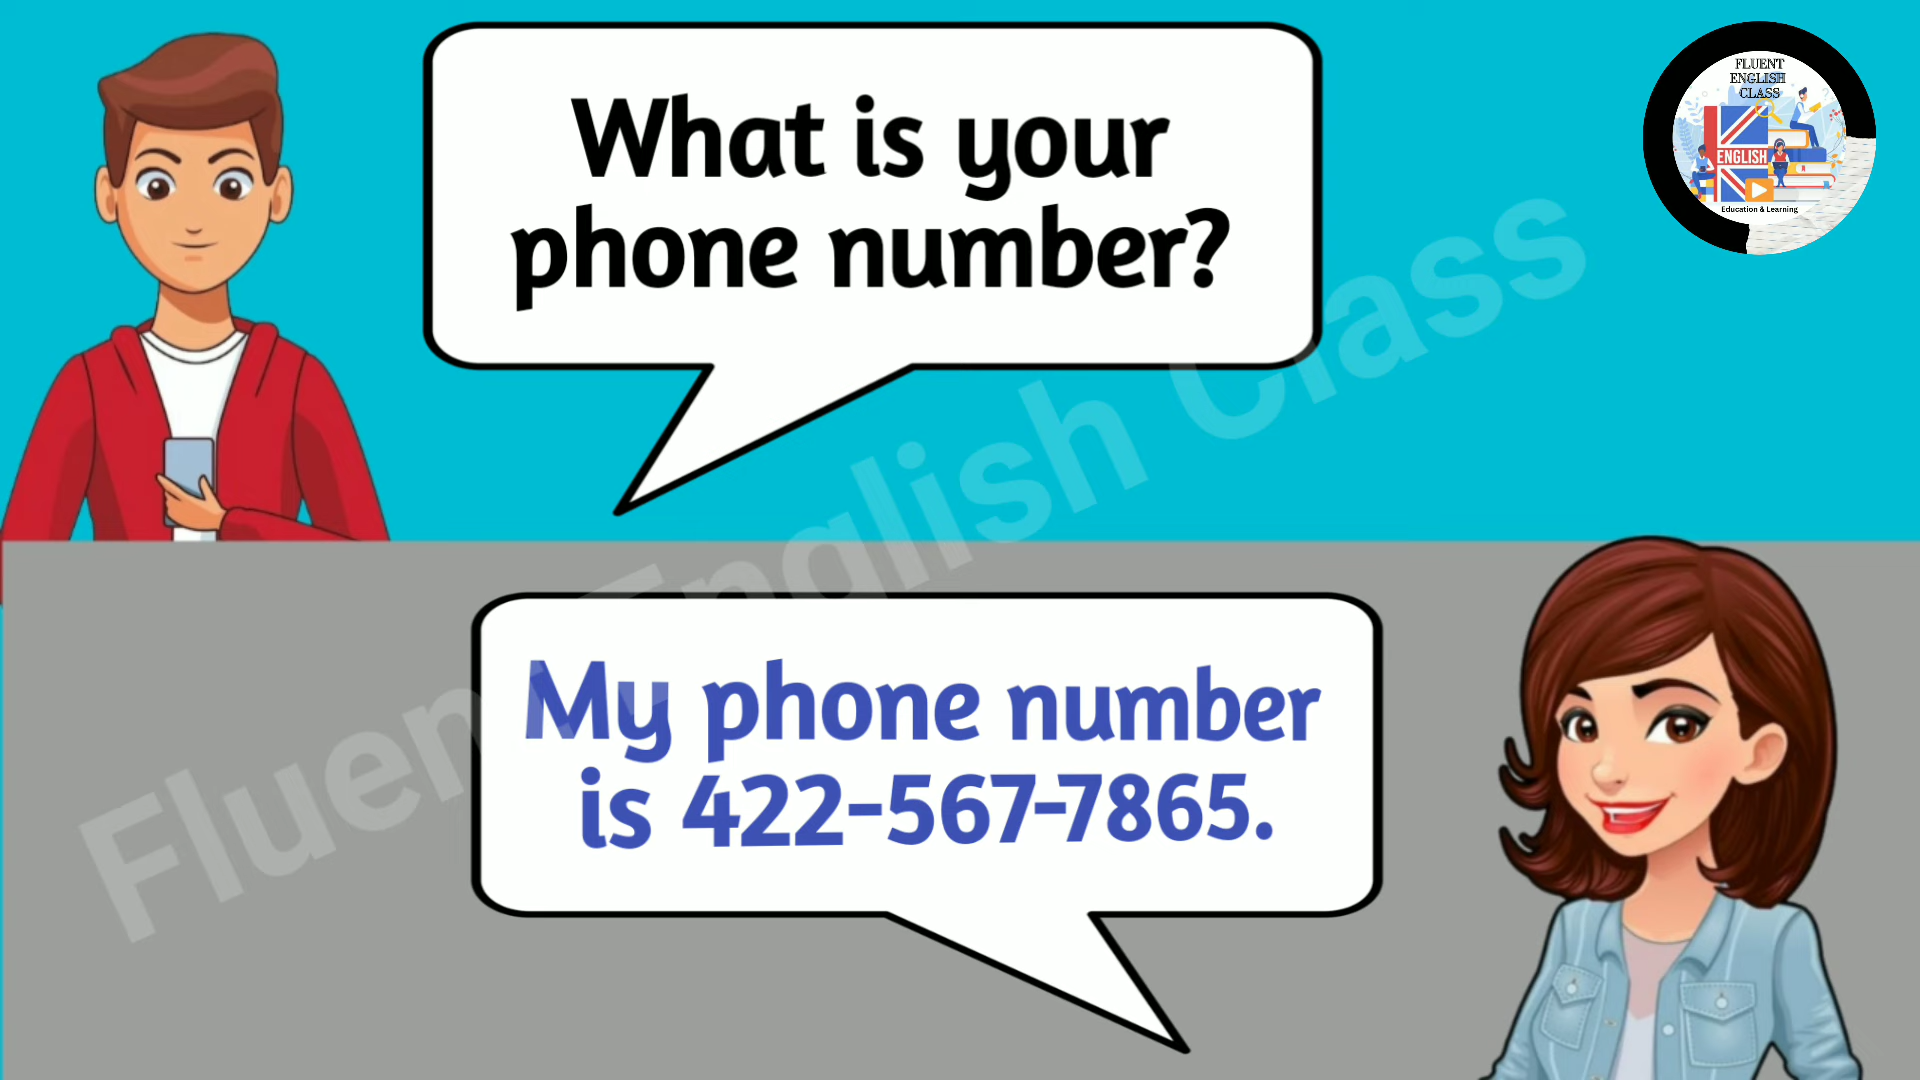 What is your
phone number?
FLUENT
ENGLISH
CLASS
ENGLISH
Education & Learning
My phone number
is 422-567-7865.
Fluent English Class